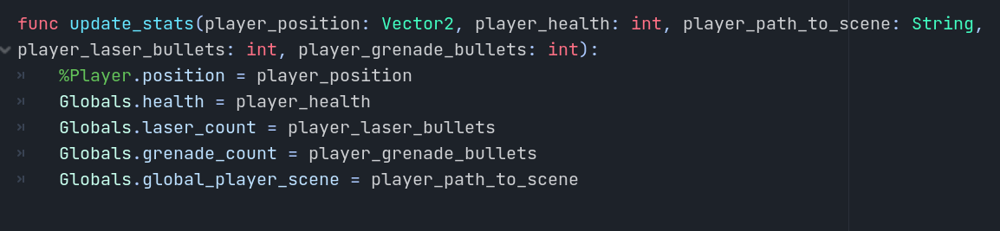 func update_stats(player_position: Vector2, player_health: int, player_path_to_scene: String,
player_laser_bullets: int, player_grenade_bullets: int):
%Player.position = player_position
Globals.health = player_health
Globals.laser_count = player_laser_bullets
Globals.grenade_count = player_grenade_bullets
Globals.global_player_scene = player_path_to_scene